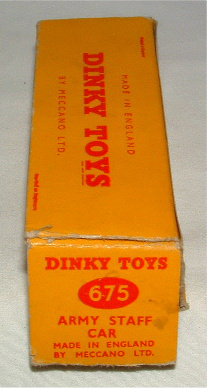 MADE IN ENGLAND
DINKY TOYS
BY MECCANO LTD.
DINKY TOYS
675
ARMY STAFF
CAR
MADE IN ENGLAND
BY MECCANO LTD.